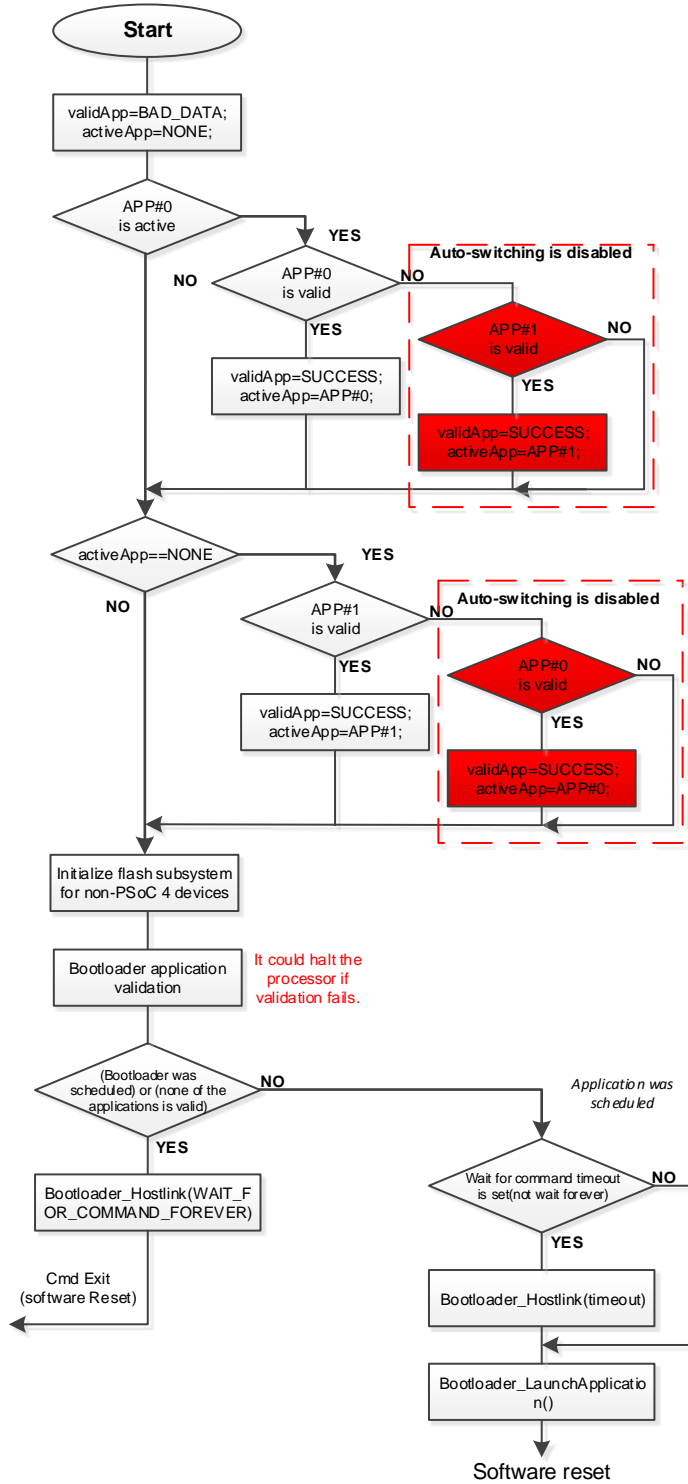 Start
validApp=BAD_DATA;
activeApp=NONE;
APP#0
is active
YES
NO
APP#0
is valid
NO
YES
Auto-switching is disabled
APP#1
is valid
NO
YES
validApp=SUCCESS;
activeApp=APP#0;
validApp=SUCCESS;
activeApp=APP#1;
activeApp==NONE
YES
NO
APP#1
is valid
NO
YES
Auto-switching is disabled
APP#0
is valid
NO
YES
validApp=SUCCESS;
activeApp=APP#1;
validApp=SUCCESS;
activeApp=APP#0;
Initialize flash subsystem
for non-PSoC 4 devices
Bootloader application
validation
It could halt the
processor if
validation fails.
(Bootloader was
scheduled) or (none of the
applications is valid)
NO
YES
Application was
scheduled
Bootloader_Hostlink(WAIT_F
OR_COMMAND_FOREVER)
Wait for command timeout
is set(not wait forever)
NO
YES
Cmd Exit
(software Reset)
Bootloader_Hostlink(timeout)
Bootloader_LaunchApplicatio
n()
Software reset